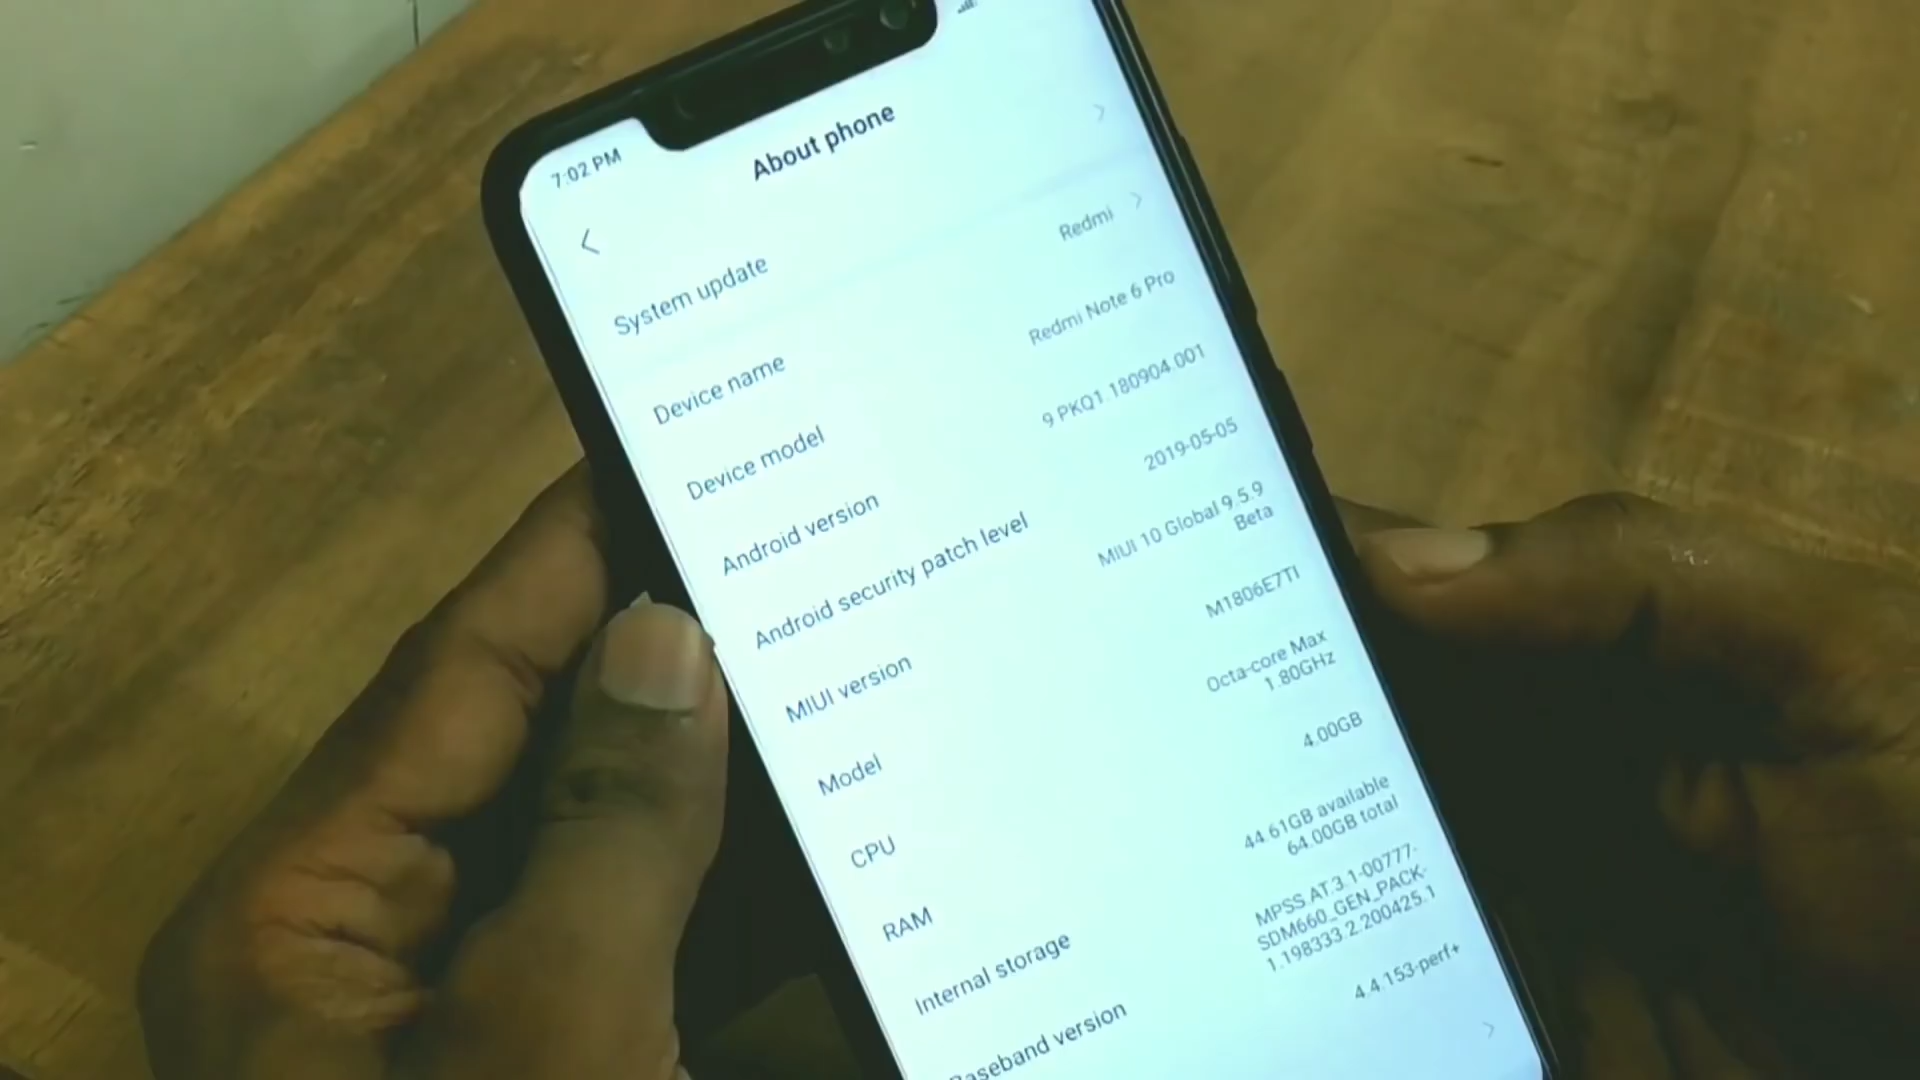 7:02 PM
About phone
System update
Device name
Redmi
Device model
Redmi Note 6 Pro
Android version
9 PKQ1.180904.001
Android security patch level
2019-05-05
MIUI version
MIUI 10 Global 9.5.9
Beta
Model
M1806E7TI
CPU
Octa-core Max
1.80GHz
RAM
4.00GB
Internal storage
44.61GB available
64.00GB total
Baseband version
MPSS.AT.3.1-00777-
SDM660_GEN_PACK-
1.198333.2.200425.1
4.4.153-perf+